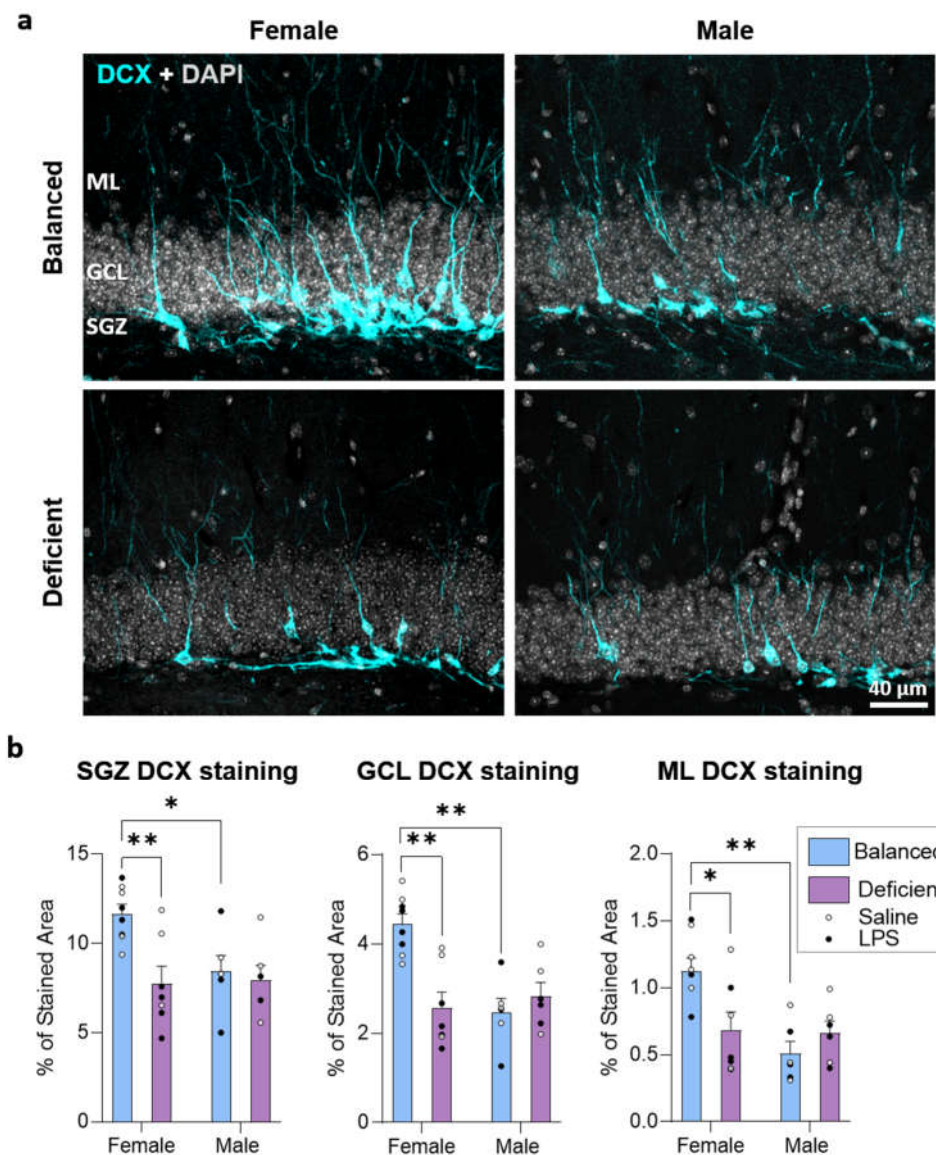 a
Female
Male
DCX + DAPI
Balanced
ML
GCL
SGZ
Deficient
40 µm
b
SGZ DCX staining
GCL DCX staining
ML DCX staining
% of Stained Area
15
10
5
0
*
**
Female
Male
% of Stained Area
6
4
2
0
**
**
Female
Male
% of Stained Area
2.0
1.5
1.0
0.5
0.0
**
*
Female
Male
Balanced
Deficien
Saline
LPS